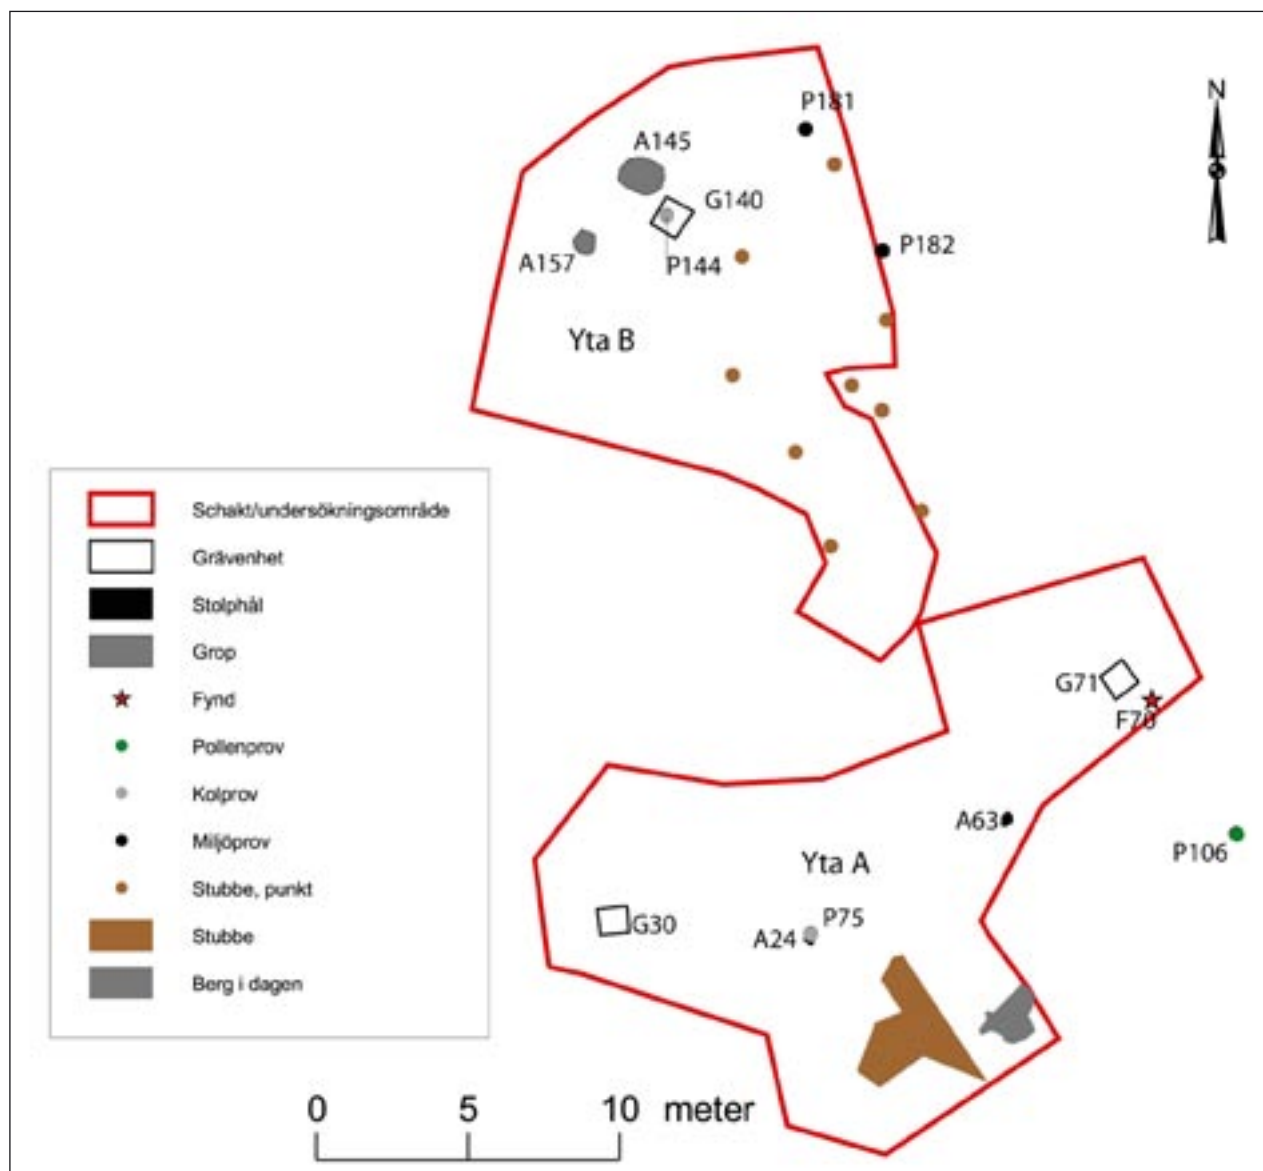 N
P181
A145
G140
P182
A157
P144
Yta B
Schakt/undersökningsområde
Grävenhet
Stolphål
Grop
Fynd
Pollenprov
Kolprov
Miljöprov
Stubbe, punkt
Stubbe
Berg i dagen
G71
F70
A63
P106
Yta A
G30
P75
A24
0 5 10 meter